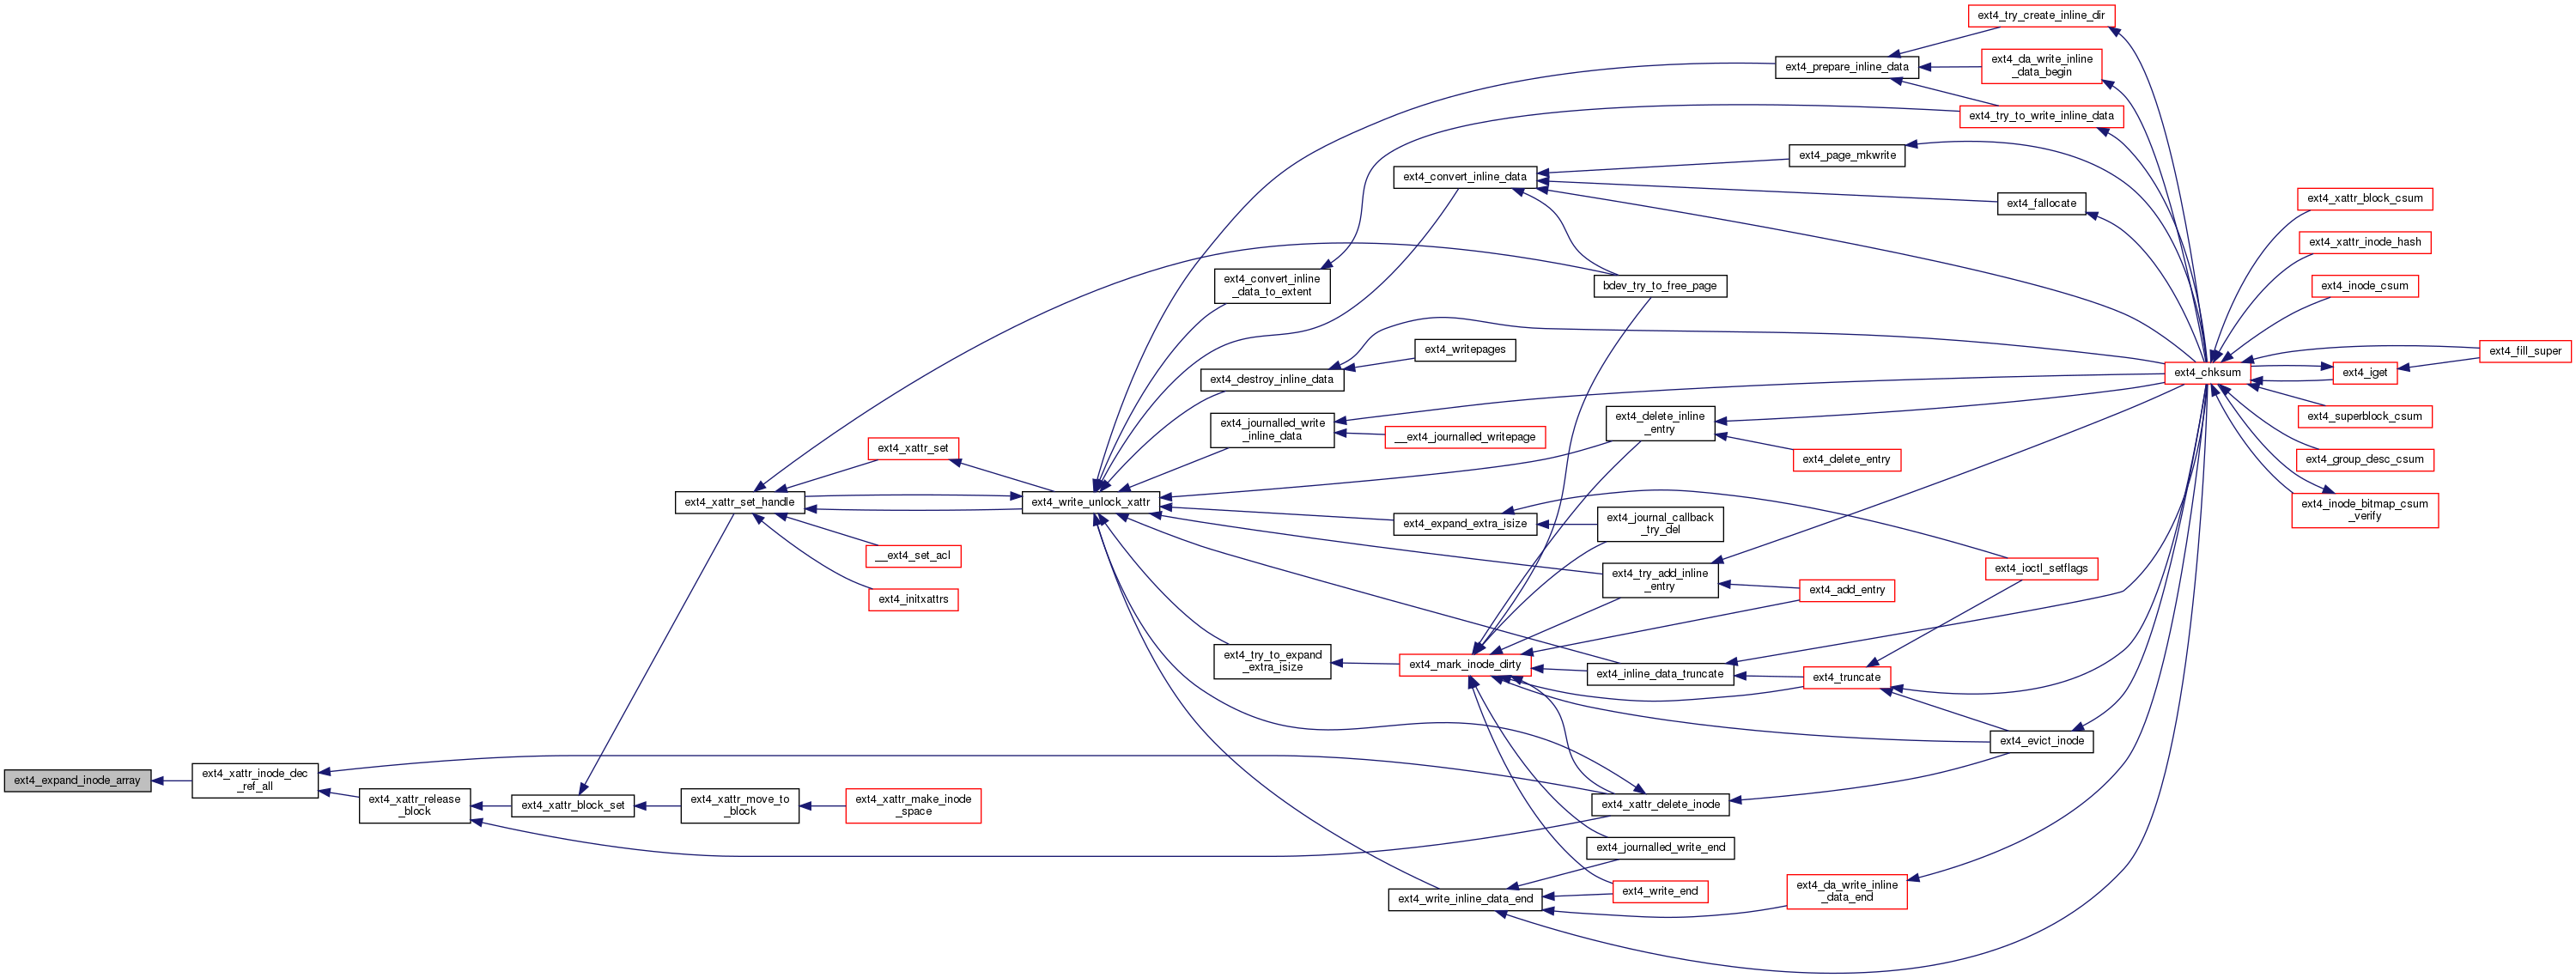 ext4_expand_inode_array
ext4_xattr_inode_dec
_ref_all
ext4_xattr_release
_block
ext4_xattr_block_set
ext4_xattr_set_handle
ext4_xattr_move_to
_block
ext4_xattr_set
__ext4_set_acl
ext4_initxattrs
ext4_xattr_make_inode
_space
ext4_write_unlock_xattr
ext4_convert_inline
_data_to_extent
ext4_destroy_inline_data
ext4_journalled_write
_inline_data
ext4_try_to_expand
_extra_isize
ext4_convert_inline_data
ext4_writepages
__ext4_journalled_writepage
ext4_expand_extra_isize
ext4_mark_inode_dirty
ext4_write_inline_data_end
bdev_try_to_free_page
ext4_delete_inline
_entry
ext4_journal_callback
_try_del
ext4_try_add_inline
_entry
ext4_inline_data_truncate
ext4_xattr_delete_inode
ext4_journalled_write_end
ext4_write_end
ext4_prepare_inline_data
ext4_page_mkwrite
ext4_delete_entry
ext4_add_entry
ext4_truncate
ext4_da_write_inline
_data_end
ext4_try_create_inline_dir
ext4_da_write_inline
_data_begin
ext4_try_to_write_inline_data
ext4_fallocate
ext4_ioctl_setflags
ext4_evict_inode
ext4_chksum
ext4_xattr_block_csum
ext4_xattr_inode_hash
ext4_inode_csum
ext4_iget
ext4_superblock_csum
ext4_group_desc_csum
ext4_inode_bitmap_csum
_verify
ext4_fill_super